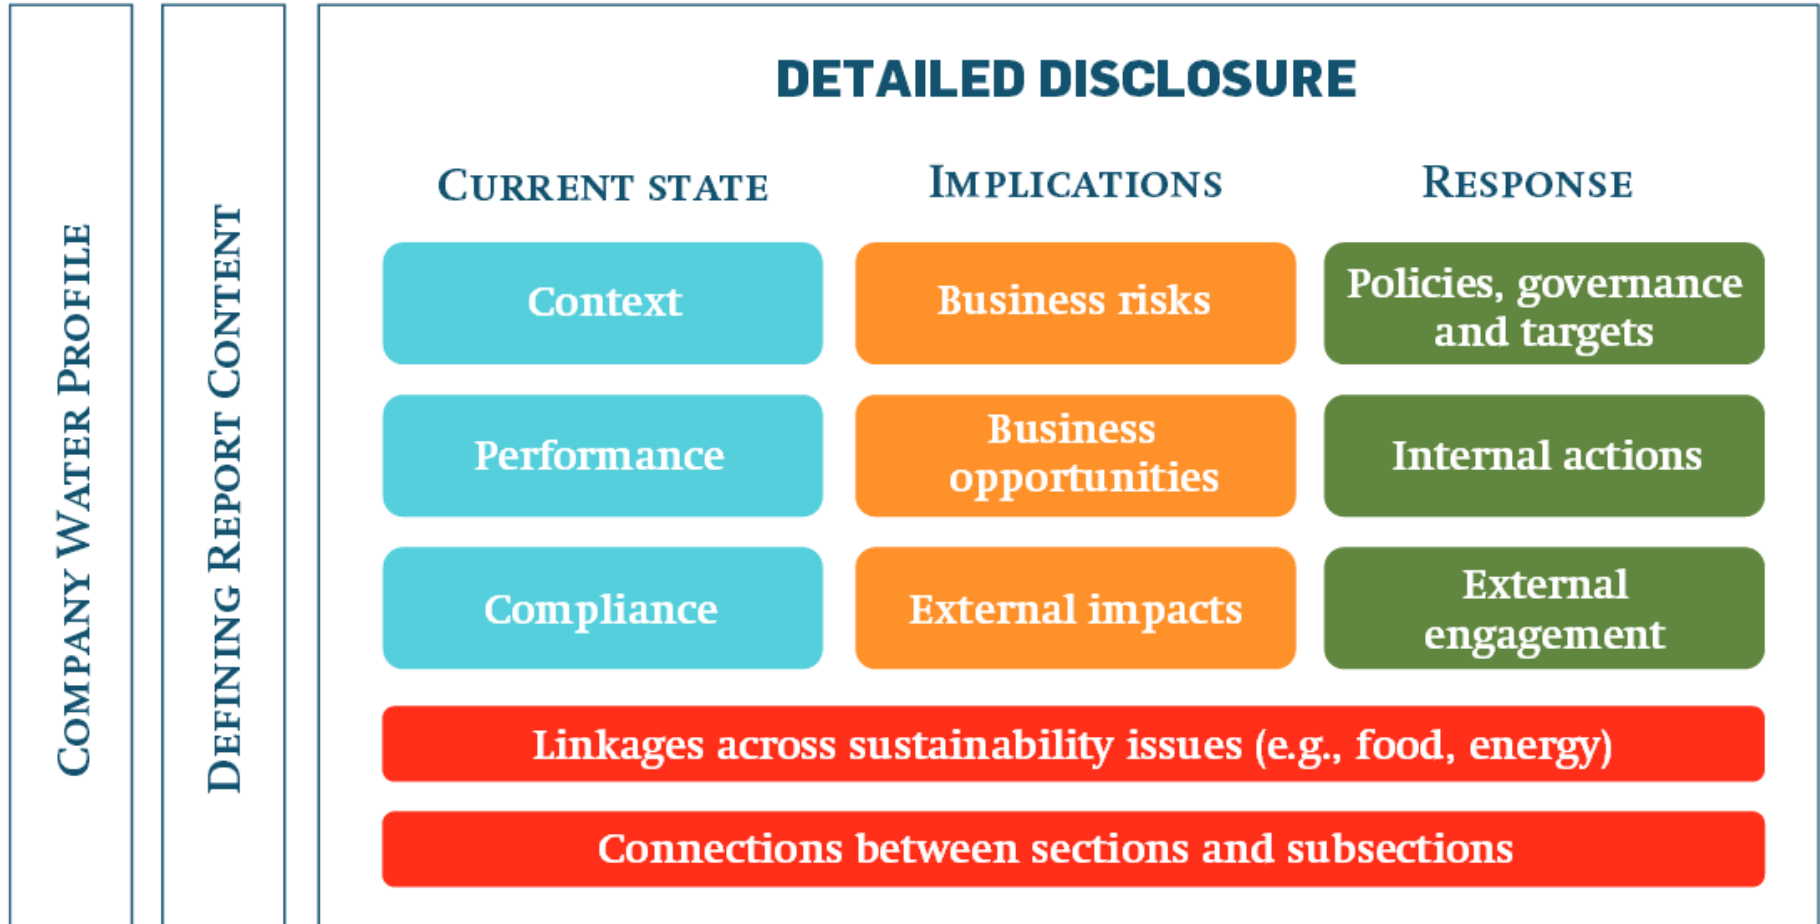 COMPANY WATER PROFILE
DEFINING REPORT CONTENT
DETAILED DISCLOSURE
CURRENT STATE
IMPLICATIONS
RESPONSE
Context
Business risks
Policies, governance
and targets
Performance
Business
opportunities
Internal actions
Compliance
External impacts
External
engagement
Linkages across sustainability issues (e.g., food, energy)
Connections between sections and subsections